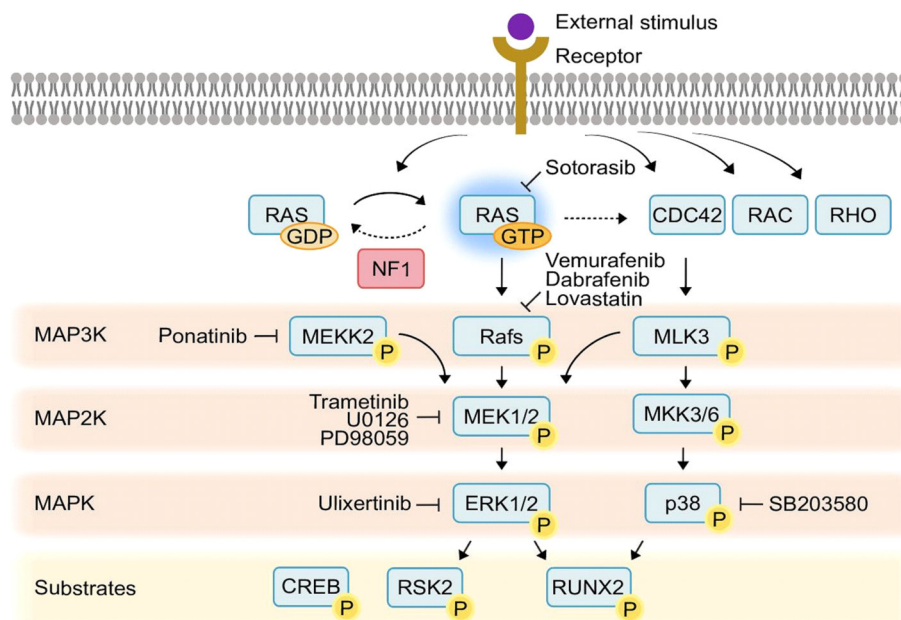 External stimulus
Receptor
Sotorasib
RAS
GDP
RAS
GTP
CDC42
RAC
RHO
NF1
Vemurafenib
Dabrafenib
Lovastatin
MAP3K
Ponatinib
MEKK2
P
Rafs
P
MLK3
P
MAP2K
Trametinib
U0126
PD98059
MEK1/2
P
MKK3/6
P
MAPK
Ulixertinib
ERK1/2
P
p38
P
SB203580
Substrates
CREB
P
RSK2
P
RUNX2
P